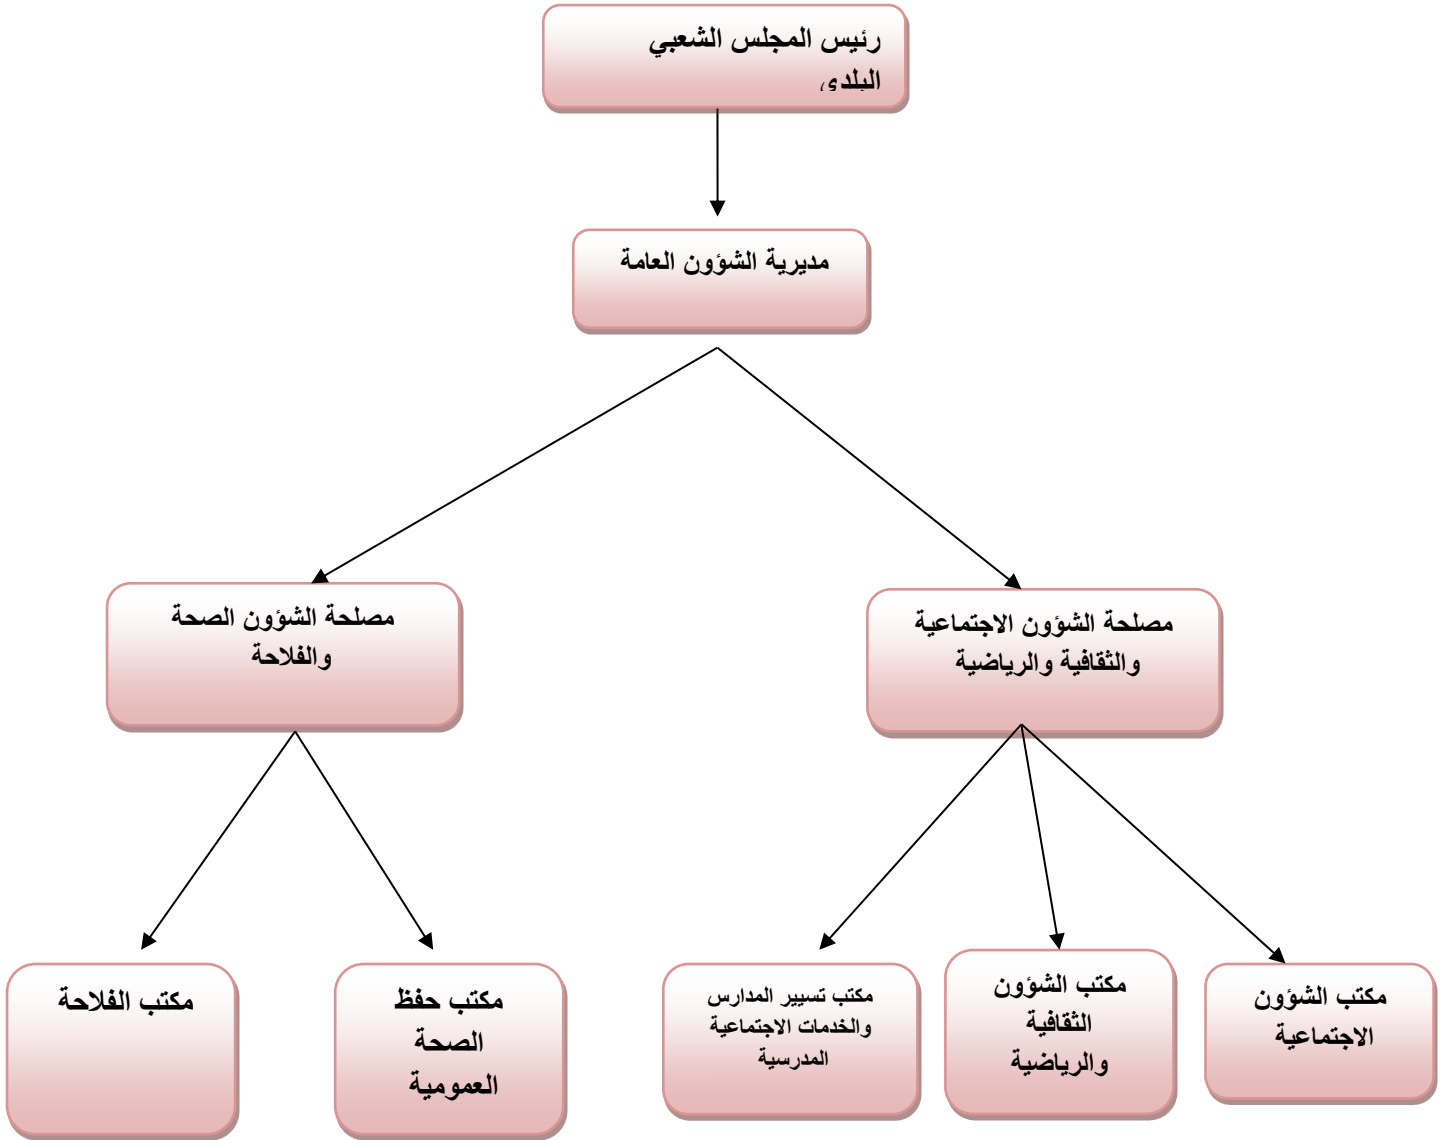 رئيس المجلس الشعبي
البلدي
مديرية الشؤون العامة
مصلحة الشؤون الاجتماعية
والثقافية والرياضية
مصلحة الشؤون الصحة
والفلاحة
مكتب الشؤون
الاجتماعية
مكتب الشؤون
الثقافية
والرياضية
مكتب تسيير المدارس
والخدمات الاجتماعية
المدرسية
مكتب حفظ
الصحة
العمومية
مكتب الفلاحة